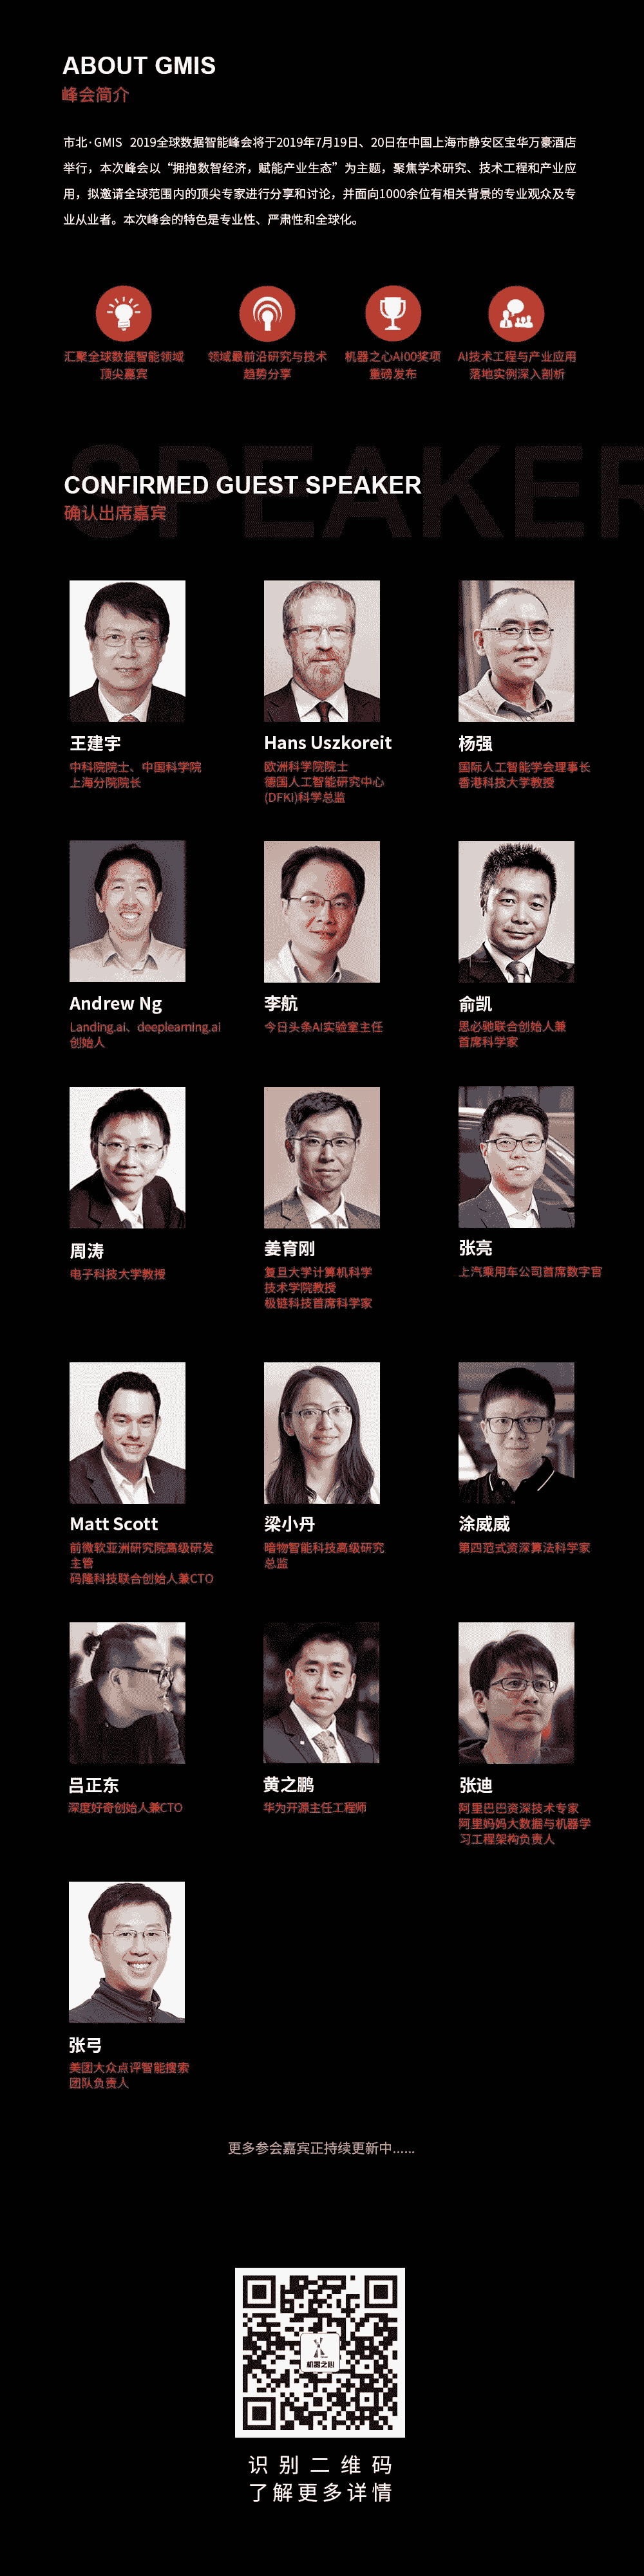 ABOUT GMIS
峰会简介
市北·GMIS 2019全球数据智能峰会将于2019年7月19日、20日在中国上海市静安区宝华万豪酒店
举行，本次峰会以“拥抱数智经济，赋能产业生态”为主题，聚焦学术研究、技术工程和产业应
用，拟邀请全球范围内的顶尖专家进行分享和讨论，并面向1000余位有相关背景的专业观众及专
业从业者。本次峰会的特色是专业性、严肃性和全球化。
汇聚全球数据智能领域
顶尖嘉宾
领域最前沿研究与技术
趋势分享
机器之心AI00奖项
重磅发布
AI技术工程与产业应用
落地实例深入剖析
SPEAKER
CONFIRMED GUEST SPEAKER
确认出席嘉宾
王建宇
中科院院士、中国科学院
上海分院院长
Hans Uszkoreit
欧洲科学院院士
德国人工智能研究中心
(DFKI)科学总监
杨强
国际人工智能学会理事长
香港科技大学教授
Andrew Ng
Landing.ai、deeplearning.ai
创始人
李航
今日头条AI实验室主任
俞凯
思必驰联合创始人兼
首席科学家
周涛
电子科技大学教授
姜育刚
复旦大学计算机科学
技术学院教授
极链科技首席科学家
张亮
上汽乘用车公司首席数字官
Matt Scott
前微软亚洲研究院高级研发
主管
码隆科技联合创始人兼CTO
梁小丹
暗物智能科技高级研究
总监
涂威威
第四范式资深算法科学家
吕正东
深度好奇创始人兼CTO
黄之鹏
华为开源主任工程师
张迪
阿里巴巴资深技术专家
阿里妈妈大数据与机器学
习工程架构负责人
张弓
美团大众点评智能搜索
团队负责人
更多参会嘉宾正持续更新中......
机器之心
识别二维码
了解更多详情